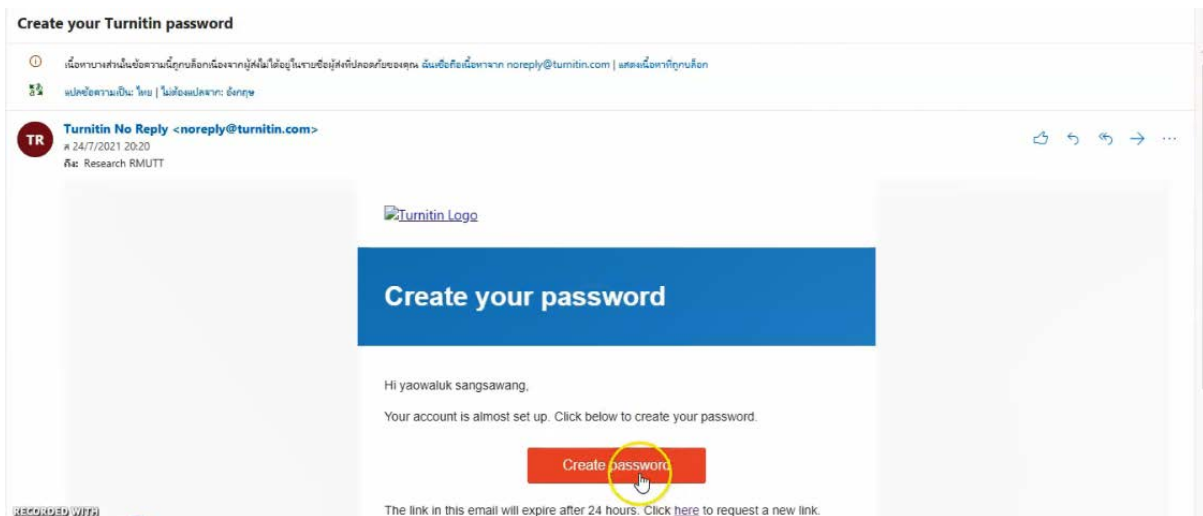 Create your Turnitin password
เนื้อหาบางส่วนในข้อความนี้ถูกบล็อกเนื่องจากผู้ส่งไม่ได้อยู่ในรายชื่อผู้ส่งที่ปลอดภัยของคุณ ฉันเชื่อถือเนื้อหาจาก noreply@turnitin.com | แสดงเนื้อหาที่ถูกบล็อก
แปลข้อความเป็น: ไทย | ไม่ต้องแปลจาก: อังกฤษ
TR
Turnitin No Reply <noreply@turnitin.com>
ส 24/7/2021 20:20
ถึง: Research RMUTT
Turnitin Logo
Create your password
Hi yaowaluk sangsawang,
Your account is almost set up. Click below to create your password.
Create password
The link in this email will expire after 24 hours. Click here to request a new link.
RECORDED WITH